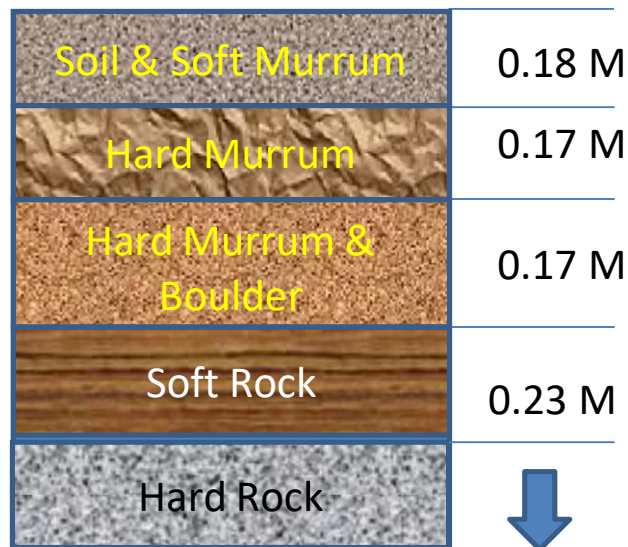 Soil & Soft Murrum 0.18 M
Hard Murrum 0.17 M
Hard Murrum &
Boulder 0.17 M
Soft Rock 0.23 M
Hard Rock